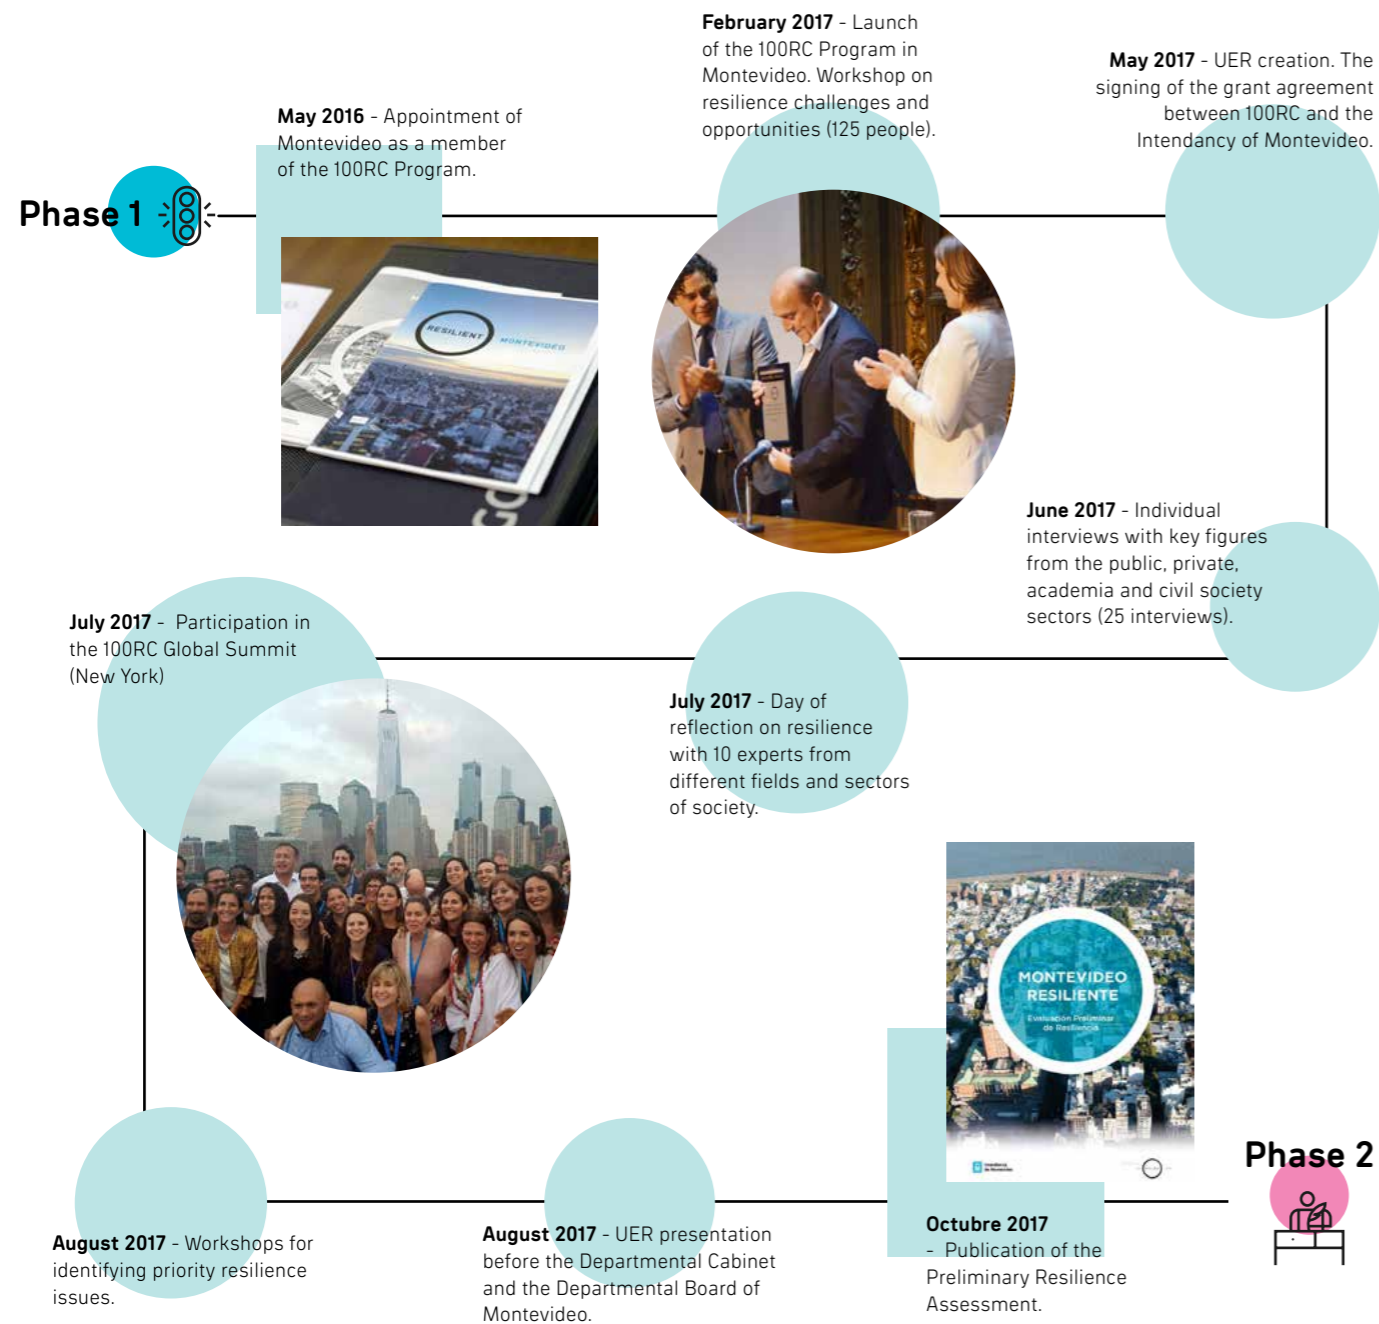 Phase 1
May 2016 - Appointment of
Montevideo as a member
of the 100RC Program.
February 2017 - Launch
of the 100RC Program in
Montevideo. Workshop on
resilience challenges and
opportunities (125 people).
May 2017 - UER creation. The
signing of the grant agreement
between 100RC and the
Intendancy of Montevideo.
RESILIENT
MONTEVIDEO
June 2017 - Individual
interviews with key figures
from the public, private,
academia and civil society
sectors (25 interviews).
July 2017 - Day of
reflection on resilience
with 10 experts from
different fields and sectors
of society.
July 2017 - Participation in
the 100RC Global Summit
(New York)
August 2017 - Workshops for
identifying priority resilience
issues.
August 2017 - UER presentation
before the Departmental Cabinet
and the Departmental Board of
Montevideo.
MONTEVIDEO
RESILIENTE
Evaluación Preliminar
de Resiliencia
Intendencia
de Montevideo
Octubre 2017
- Publication of the
Preliminary Resilience
Assessment.
Phase 2